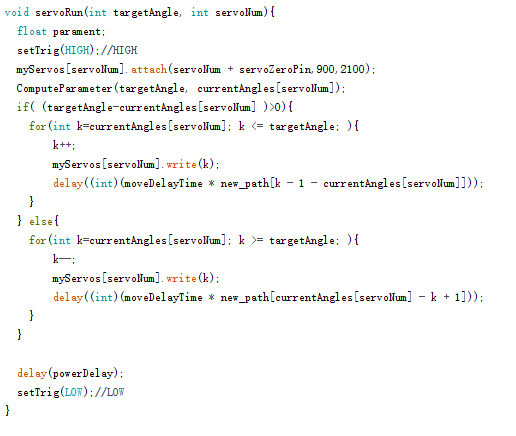 void servoRun(int targetAngle, int servoNum){
  float parament;
  setTrig(HIGH);//HIGH
  myServos[servoNum].attach(servoNum + servoZeroPin,900,2100);
  ComputeParameter(targetAngle, currentAngles[servoNum]);
  if( (targetAngle-currentAngles[servoNum] )>0){
    for(int k=currentAngles[servoNum]; k <= targetAngle; ){
        k++;
        myServos[servoNum].write(k);
        delay((int)(moveDelayTime * new_path[k - 1 - currentAngles[servoNum]]));
    }
  } else{
    for(int k=currentAngles[servoNum]; k >= targetAngle; ){
        k--;
        myServos[servoNum].write(k);
        delay((int)(moveDelayTime * new_path[currentAngles[servoNum] - k + 1]));
    }
  }
  delay(powerDelay);
  setTrig(LOW);//LOW
}